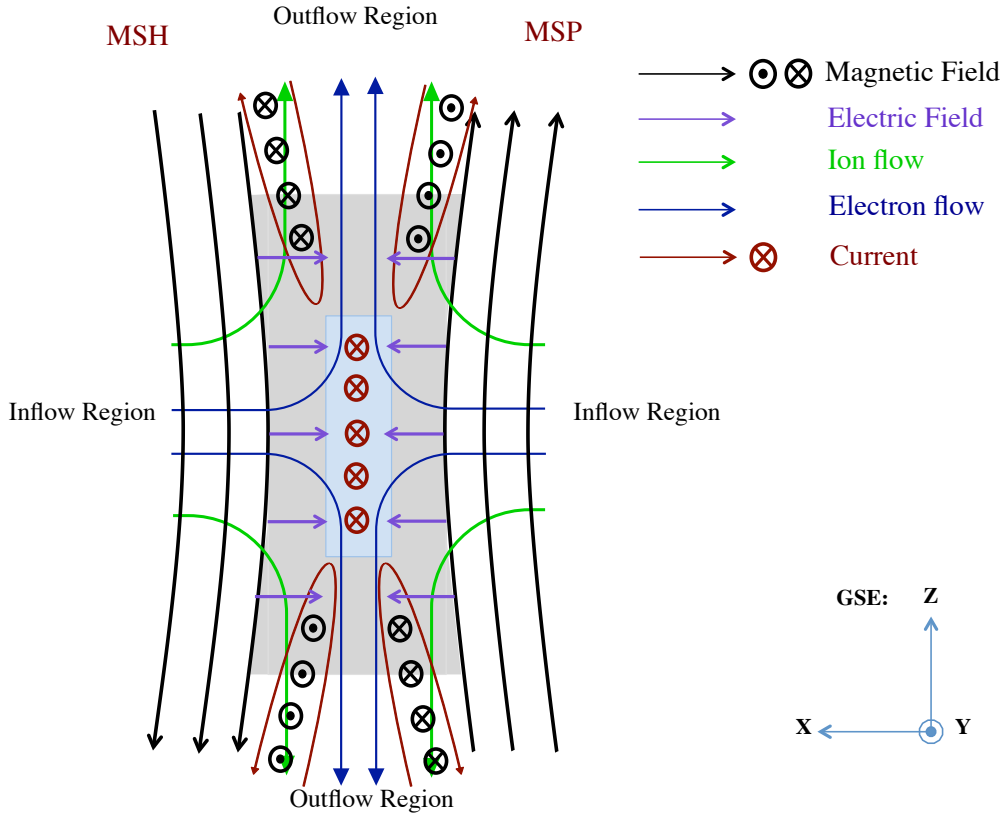 Outflow Region
MSH
MSP
Magnetic Field
Electric Field
Ion flow
Electron flow
Current
Inflow Region
Inflow Region
GSE:
Z
X
Y
Outflow Region